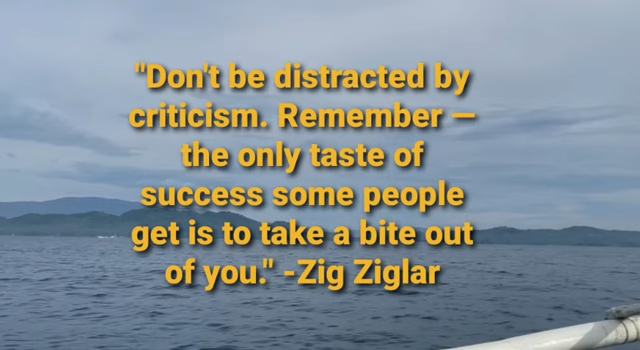 "Don't be distracted by
criticism. Remember —
the only taste of
success some people
get is to take a bite out
of you." -Zig Ziglar